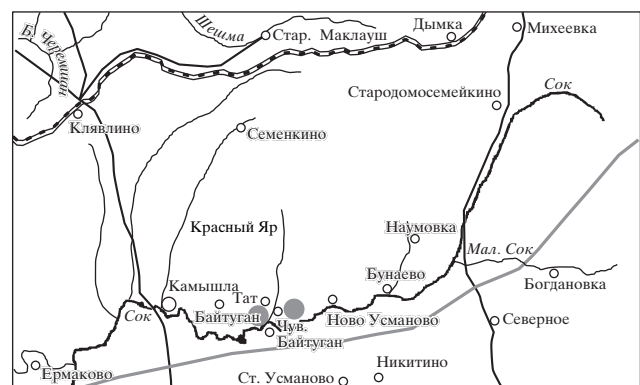 Шешма
Стар. Маклауш
Дымка
Михеевка
Б. Черемшан
Клявлино
Семенкино
Стародомосемейкино
Сок
Красный Яр
Наумовка
Мал. Сок
Камышла
Бунаево
Богдановка
Сок
Байтуган
Тат
Ново Усманово
Северное
Чув.
Байтуган
Ермаково
Никитино
Ст. Усманово